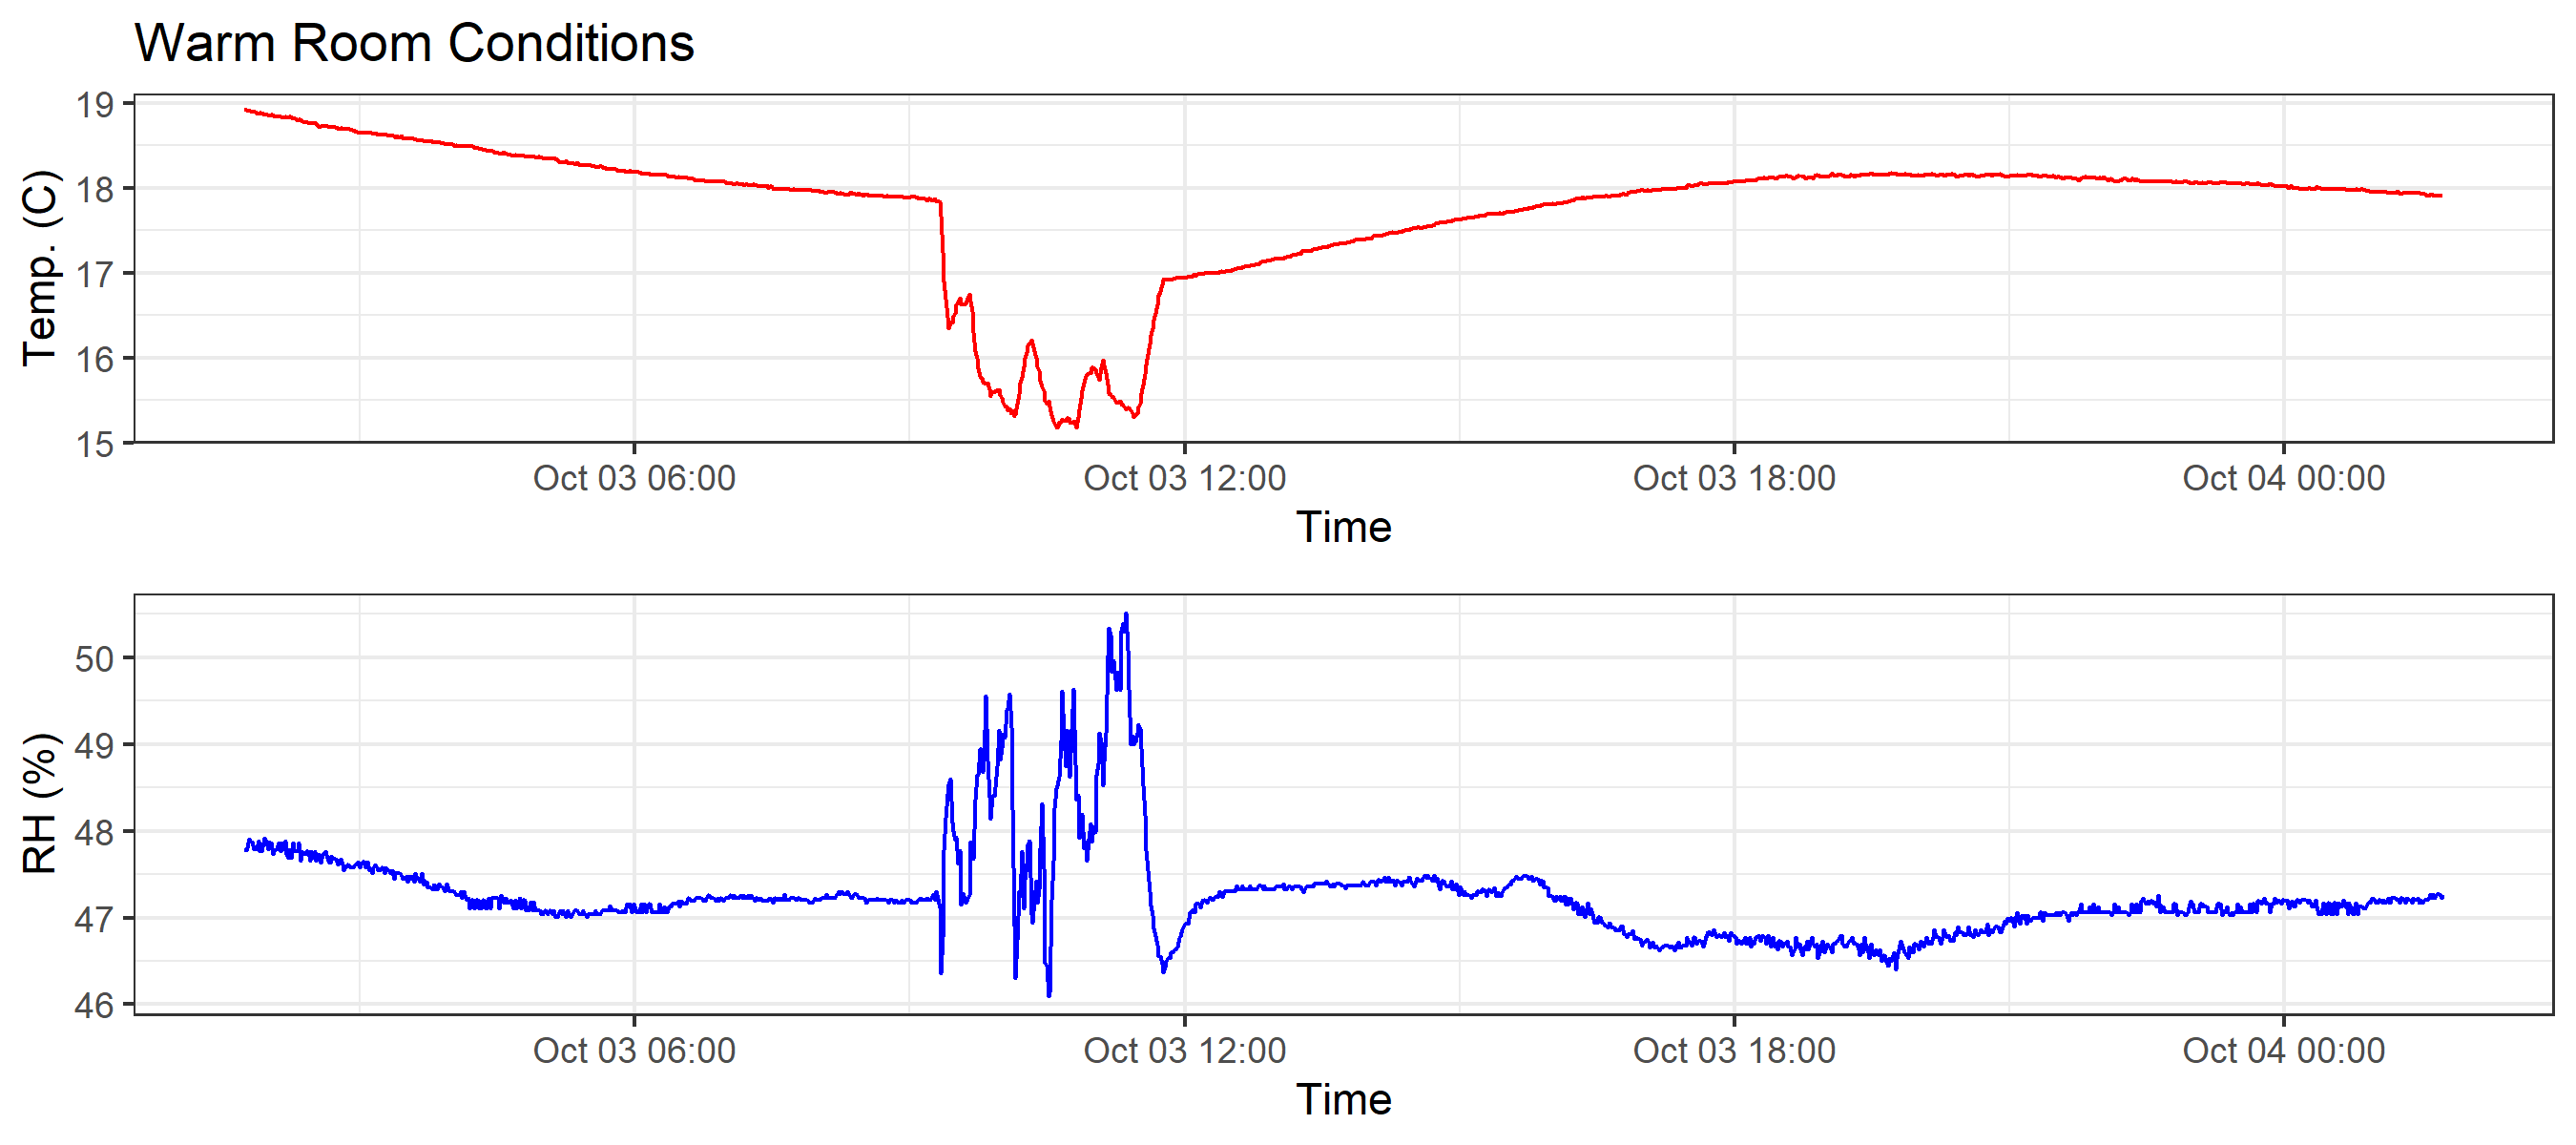 Warm Room Conditions
19
18
17
16
15
Temp. (C)
Oct 03 06:00 Oct 03 12:00 Oct 03 18:00 Oct 04 00:00
Time
50
49
48
47
46
RH (%)
Oct 03 06:00 Oct 03 12:00 Oct 03 18:00 Oct 04 00:00
Time